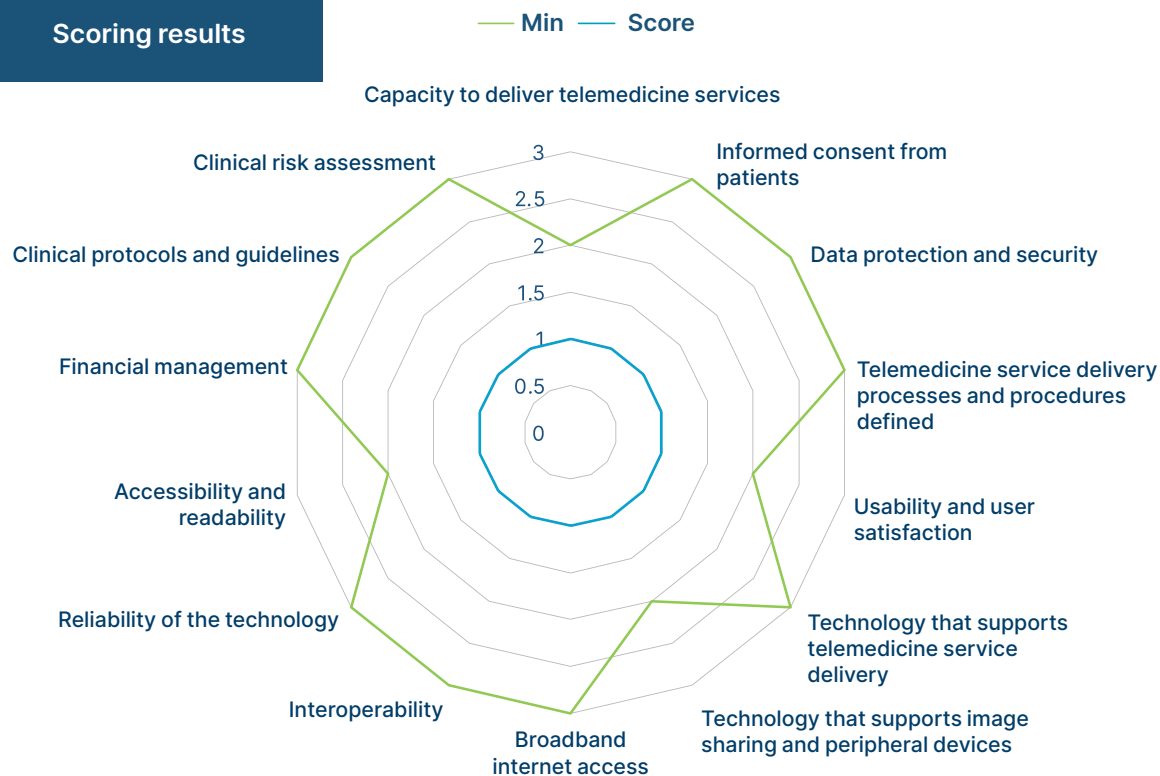 Scoring results
Min
Score
Capacity to deliver telemedicine services
Informed consent from
patients
Data protection and security
Telemedicine service delivery
processes and procedures
defined
Usability and user
satisfaction
Technology that supports
telemedicine service
delivery
Technology that supports image
sharing and peripheral devices
Broadband
internet access
Interoperability
Reliability of the technology
Accessibility and
readability
Financial management
Clinical protocols and guidelines
Clinical risk assessment
3
2.5
2
1.5
1
0.5
0